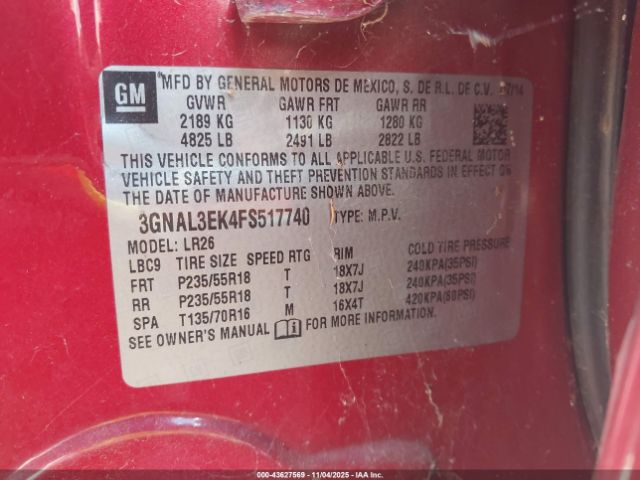 GM
MFD BY GENERAL MOTORS DE MEXICO, S. DE R.L. DE C.V. 07/14
GVWR GAWR FRT GAWR RR
2189 KG 1130 KG 1280 KG
4825 LB 2491 LB 2822 LB
THIS VEHICLE CONFORMS TO ALL APPLICABLE U.S. FEDERAL MOTOR
VEHICLE SAFETY AND THEFT PREVENTION STANDARDS IN EFFECT ON
THE DATE OF MANUFACTURE SHOWN ABOVE.
3GNAL3EK4FS517740 TYPE: M.P.V.
MODEL: LR26
LBC9 TIRE SIZE SPEED RTG RIM COLD TIRE PRESSURE
FRT P235/55R18 T 18X7J 240KPA(35PSI)
RR P235/55R18 T 18X7J 240KPA(35PSI)
SPA T135/70R16 M 16X4T 420KPA(60PSI)
SEE OWNER'S MANUAL FOR MORE INFORMATION.
000-43627569 - 11/04/2025 - IAAI.COM